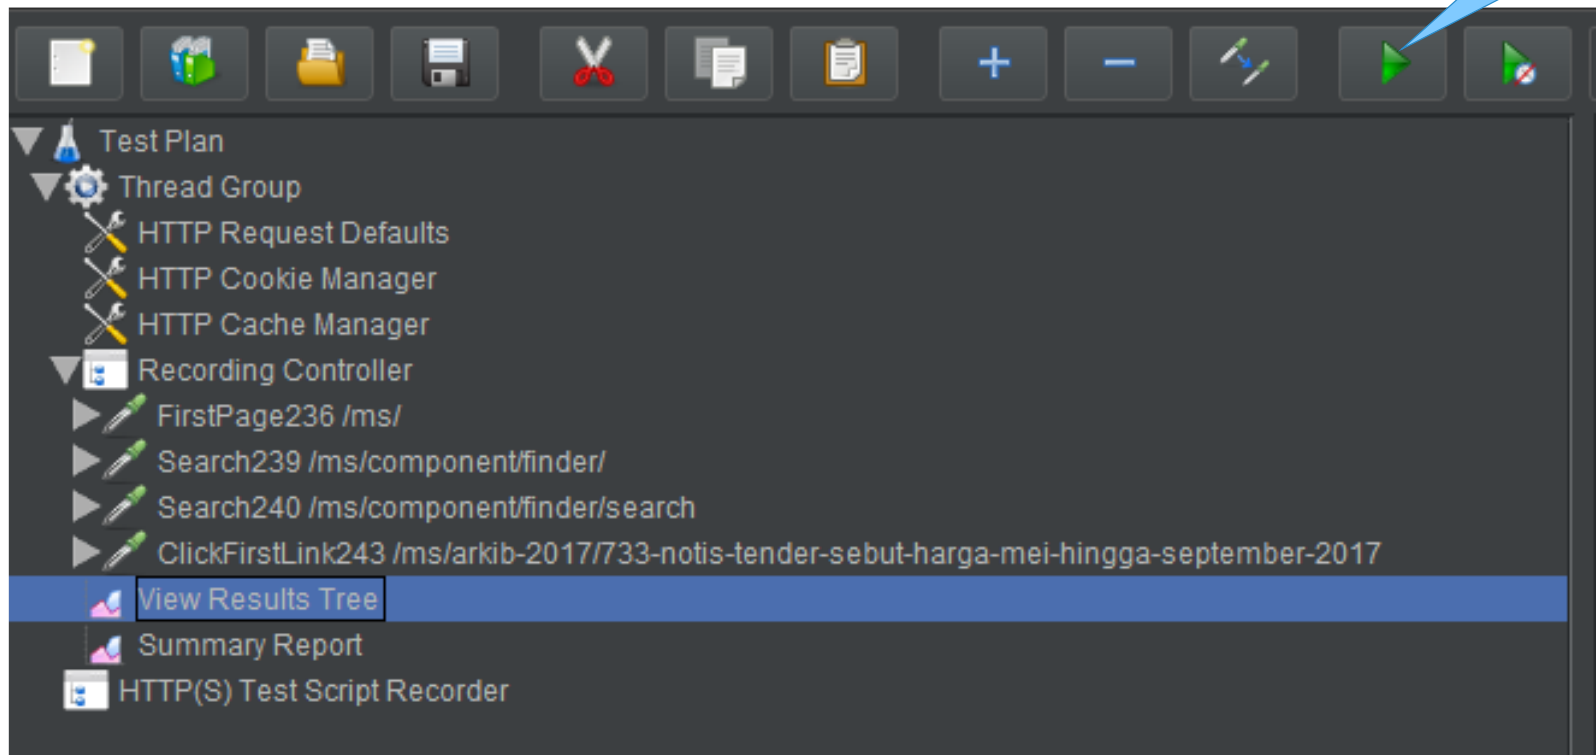 Test Plan
Thread Group
HTTP Request Defaults
HTTP Cookie Manager
HTTP Cache Manager
Recording Controller
FirstPage236 /ms/
Search239 /ms/component/finder/
Search240 /ms/component/finder/search
ClickFirstLink243 /ms/arkib-2017/733-notis-tender-sebut-harga-mei-hingga-september-2017
View Results Tree
Summary Report
HTTP(S) Test Script Recorder